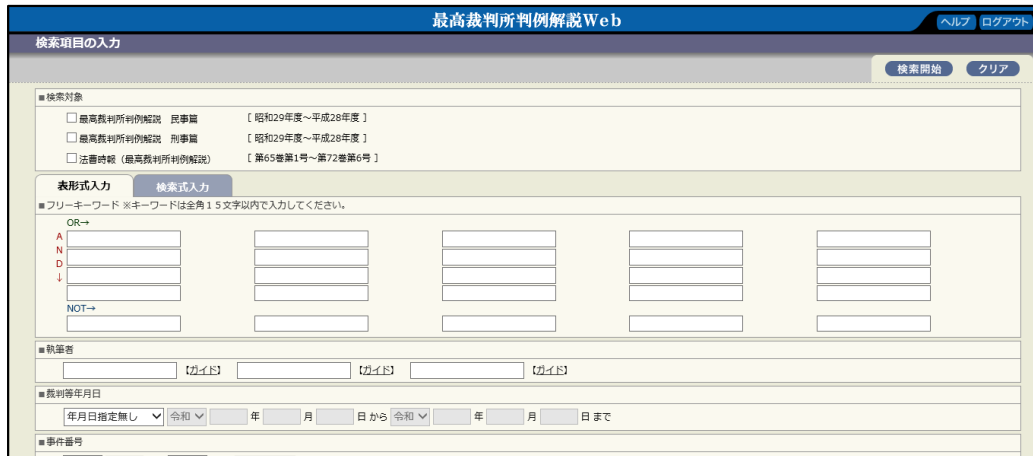 最高裁判所判例解説Web
ヘルプ ログアウト
検索項目の入力
検索開始 クリア
■検索対象
最高裁判所判例解説 民事篇 [ 昭和29年度～平成28年度 ]
最高裁判所判例解説 刑事篇 [ 昭和29年度～平成28年度 ]
法曹時報（最高裁判所判例解説） [ 第65巻第1号～第72巻第6号 ]
表形式入力 検索式入力
■フリーキーワード ※キーワードは全角１５文字以内で入力してください。
OR→
A
N
D
↓
NOT→
■執筆者
【ガイド】 【ガイド】 【ガイド】
■裁判等年月日
年月日指定無し 令和 年 月 日 から 令和 年 月 日 まで
■事件番号